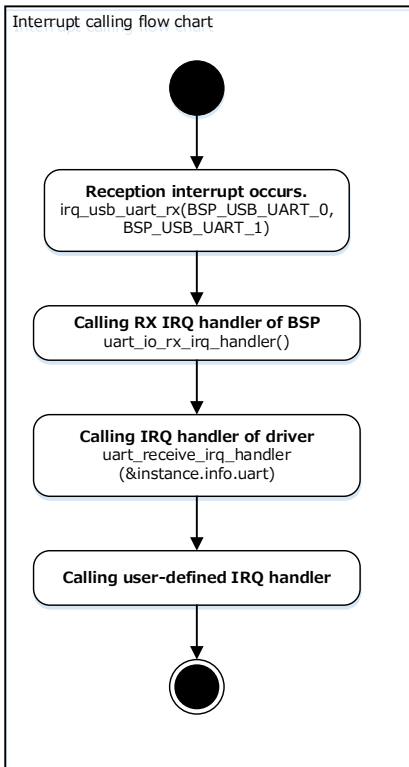 Interrupt calling flow chart
Reception interrupt occurs.
irq_usb_uart_rx(BSP_USB_UART_0,
BSP_USB_UART_1)
Calling RX IRQ handler of BSP
uart_io_rx_irq_handler()
Calling IRQ handler of driver
uart_receive_irq_handler
(&instance.info.uart)
Calling user-defined IRQ handler